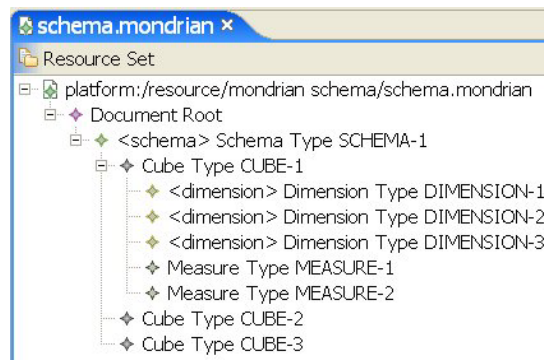 schema.mondrian
Resource Set
platform:/resource/mondrian schema/schema.mondrian
Document Root
<schema> Schema Type SCHEMA-1
Cube Type CUBE-1
<dimension> Dimension Type DIMENSION-1
<dimension> Dimension Type DIMENSION-2
<dimension> Dimension Type DIMENSION-3
Measure Type MEASURE-1
Measure Type MEASURE-2
Cube Type CUBE-2
Cube Type CUBE-3